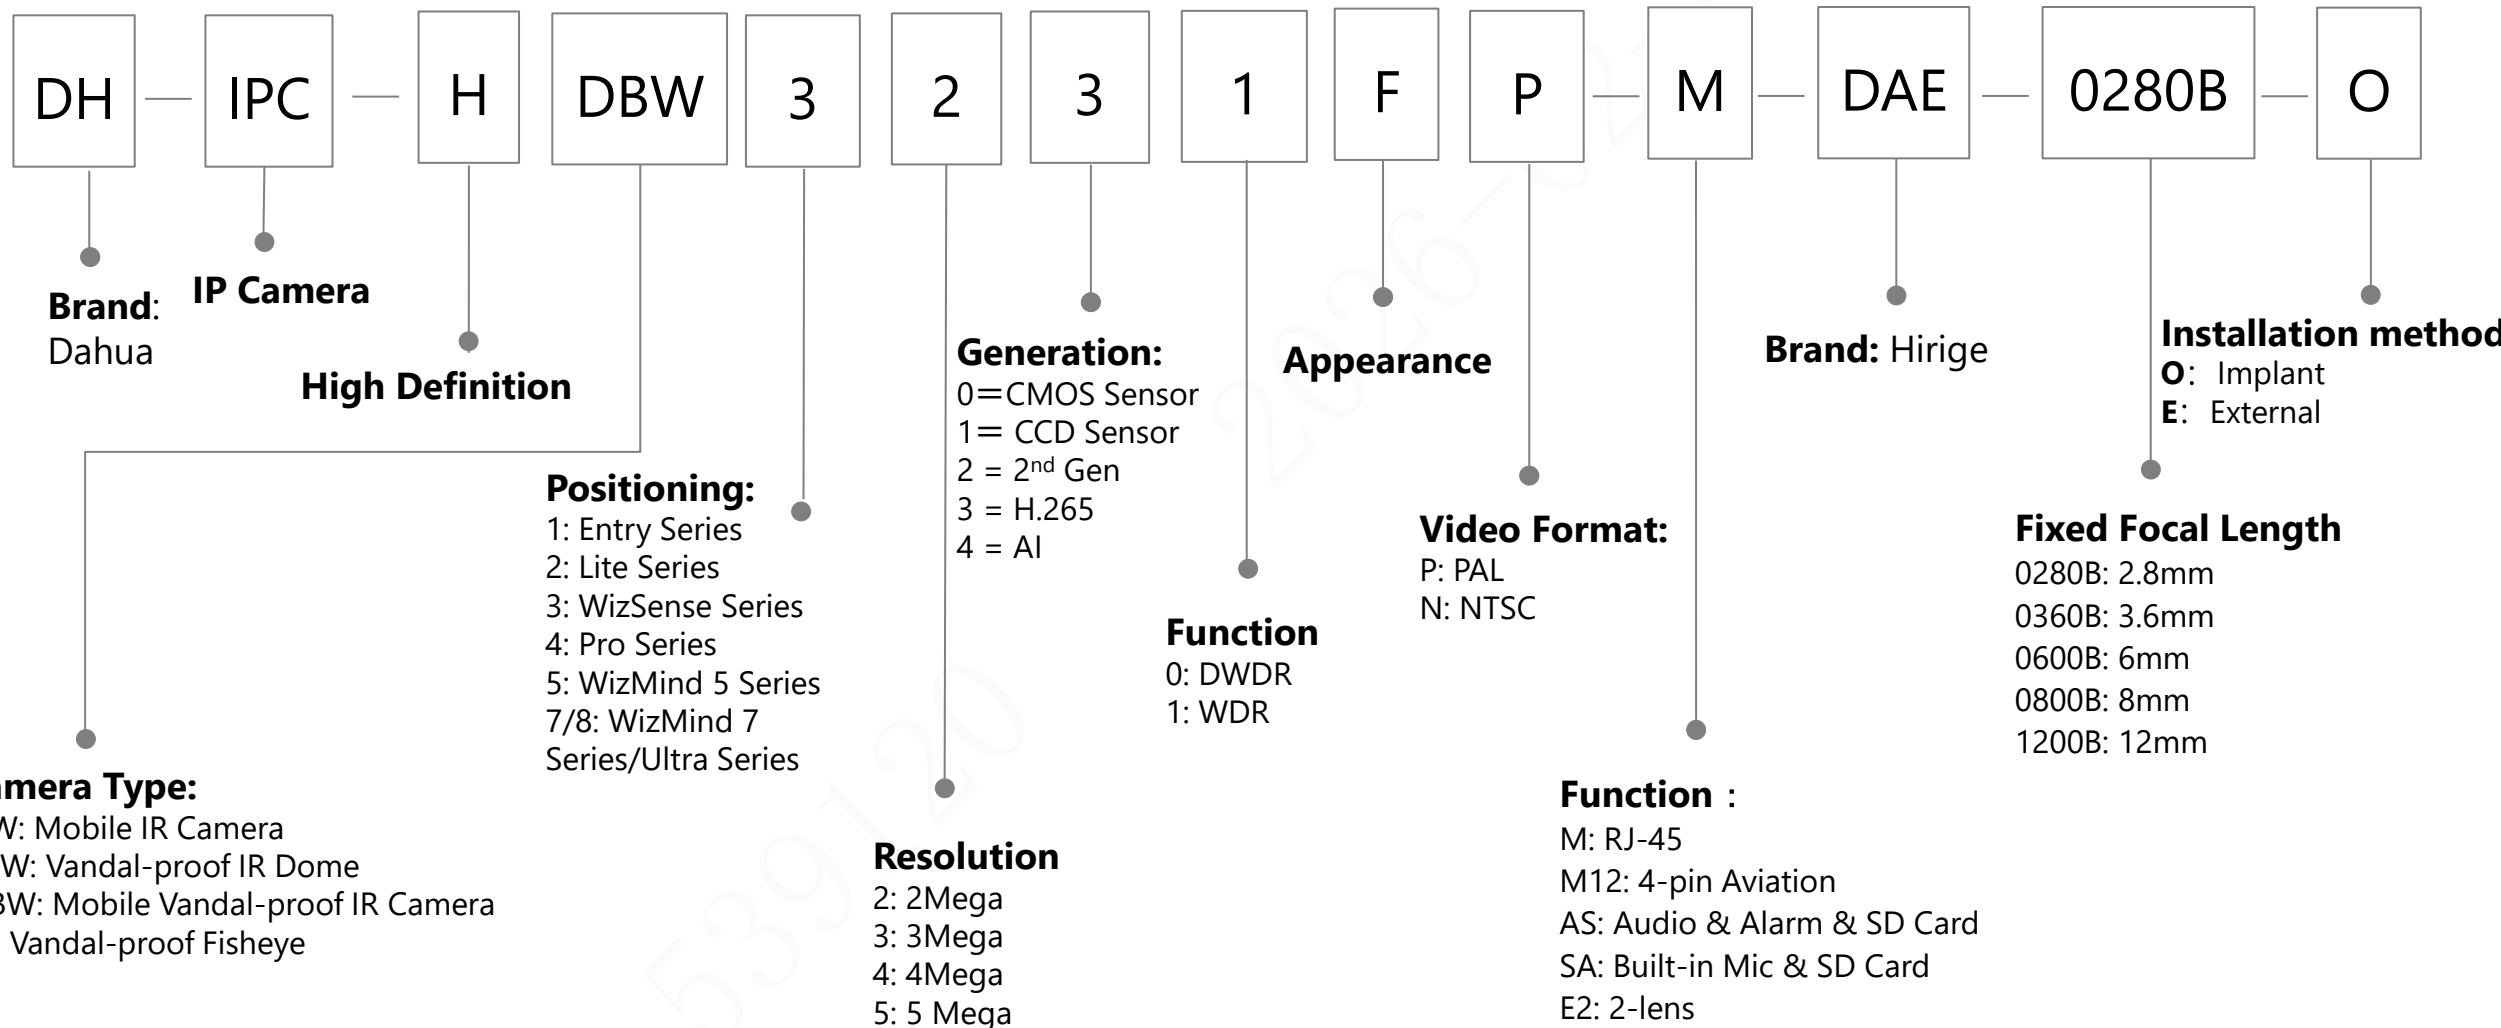 DH — IPC — H DBW 3 2 3 1 F P — M — DAE — 0280B — O
Brand:
Dahua
IP Camera
High Definition
Generation:
0＝CMOS Sensor
1＝ CCD Sensor
2 = 2nd Gen
3 = H.265
4 = AI
Appearance
Brand: Hirige
Installation method
O： Implant
E： External
Positioning:
1: Entry Series
2: Lite Series
3: WizSense Series
4: Pro Series
5: WizMind 5 Series
7/8: WizMind 7
Series/Ultra Series
Video Format:
P: PAL
N: NTSC
Fixed Focal Length
0280B: 2.8mm
0360B: 3.6mm
0600B: 6mm
0800B: 8mm
1200B: 12mm
Function
0: DWDR
1: WDR
Type:
Mobile IR Camera
Vandal-proof IR Dome
Mobile Vandal-proof IR Camera
Vandal-proof Fisheye
Resolution
2: 2Mega
3: 3Mega
4: 4Mega
5: 5 Mega
Function：
M: RJ-45
M12: 4-pin Aviation
AS: Audio & Alarm & SD Card
SA: Built-in Mic & SD Card
E2: 2-lens
539120